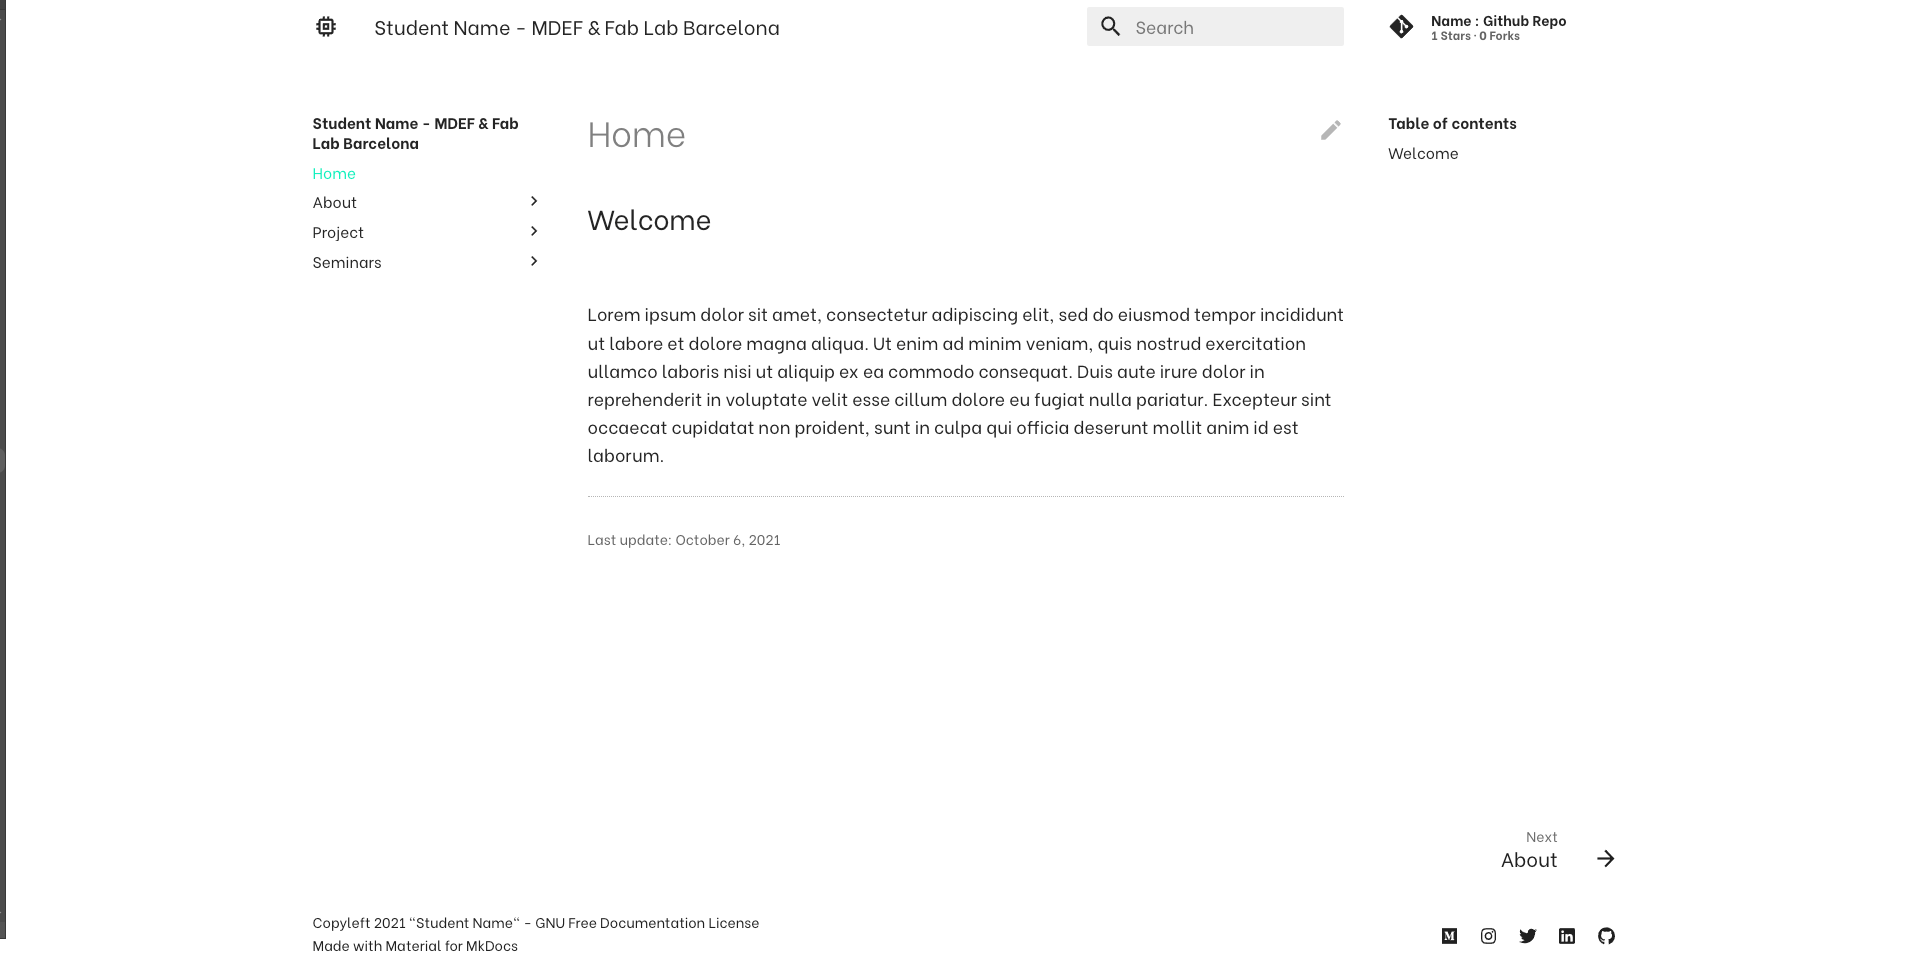 Student Name - MDEF & Fab Lab Barcelona
Search
Name : Github Repo
1 Stars · 0 Forks
Student Name - MDEF & Fab
Lab Barcelona
Home
About
Project
Seminars
Home
Welcome
Lorem ipsum dolor sit amet, consectetur adipiscing elit, sed do eiusmod tempor incididunt
ut labore et dolore magna aliqua. Ut enim ad minim veniam, quis nostrud exercitation
ullamco laboris nisi ut aliquip ex ea commodo consequat. Duis aute irure dolor in
reprehenderit in voluptate velit esse cillum dolore eu fugiat nulla pariatur. Excepteur sint
occaecat cupidatat non proident, sunt in culpa qui officia deserunt mollit anim id est
laborum.
Last update: October 6, 2021
Table of contents
Welcome
Next
About
Copyleft 2021 "Student Name" - GNU Free Documentation License
Made with Material for MkDocs